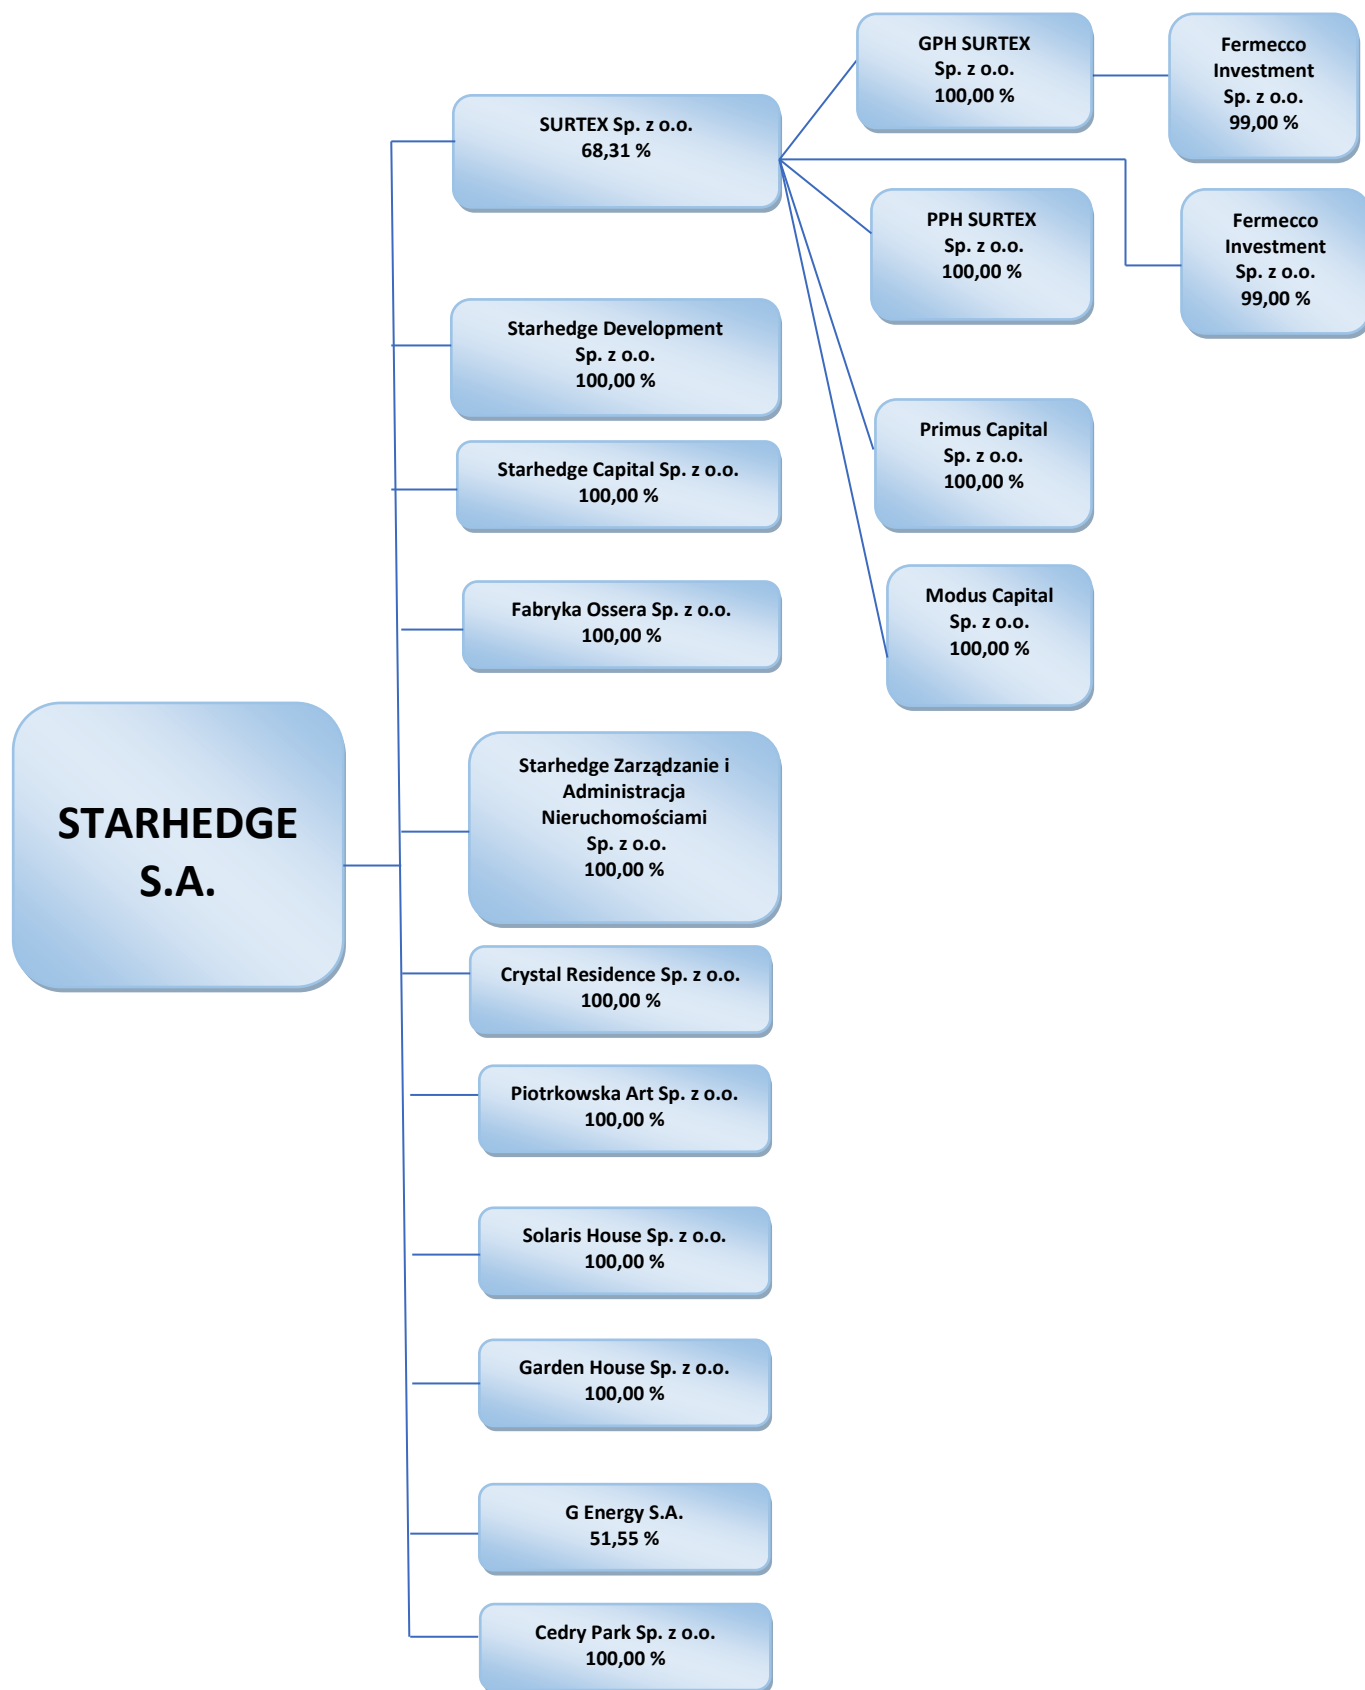 STARHEDGE
S.A.
SURTEX Sp. z o.o.
68,31 %
GPH SURTEX
Sp. z o.o.
100,00 %
Fermecco
Investment
Sp. z o.o.
99,00 %
PPH SURTEX
Sp. z o.o.
100,00 %
Fermecco
Investment
Sp. z o.o.
99,00 %
Primus Capital
Sp. z o.o.
100,00 %
Modus Capital
Sp. z o.o.
100,00 %
Starhedge Development
Sp. z o.o.
100,00 %
Starhedge Capital Sp. z o.o.
100,00 %
Fabryka Ossera Sp. z o.o.
100,00 %
Starhedge Zarządzanie i
Administracja
Nieruchomościami
Sp. z o.o.
100,00 %
Crystal Residence Sp. z o.o.
100,00 %
Piotrkowska Art Sp. z o.o.
100,00 %
Solaris House Sp. z o.o.
100,00 %
Garden House Sp. z o.o.
100,00 %
G Energy S.A.
51,55 %
Cedry Park Sp. z o.o.
100,00 %